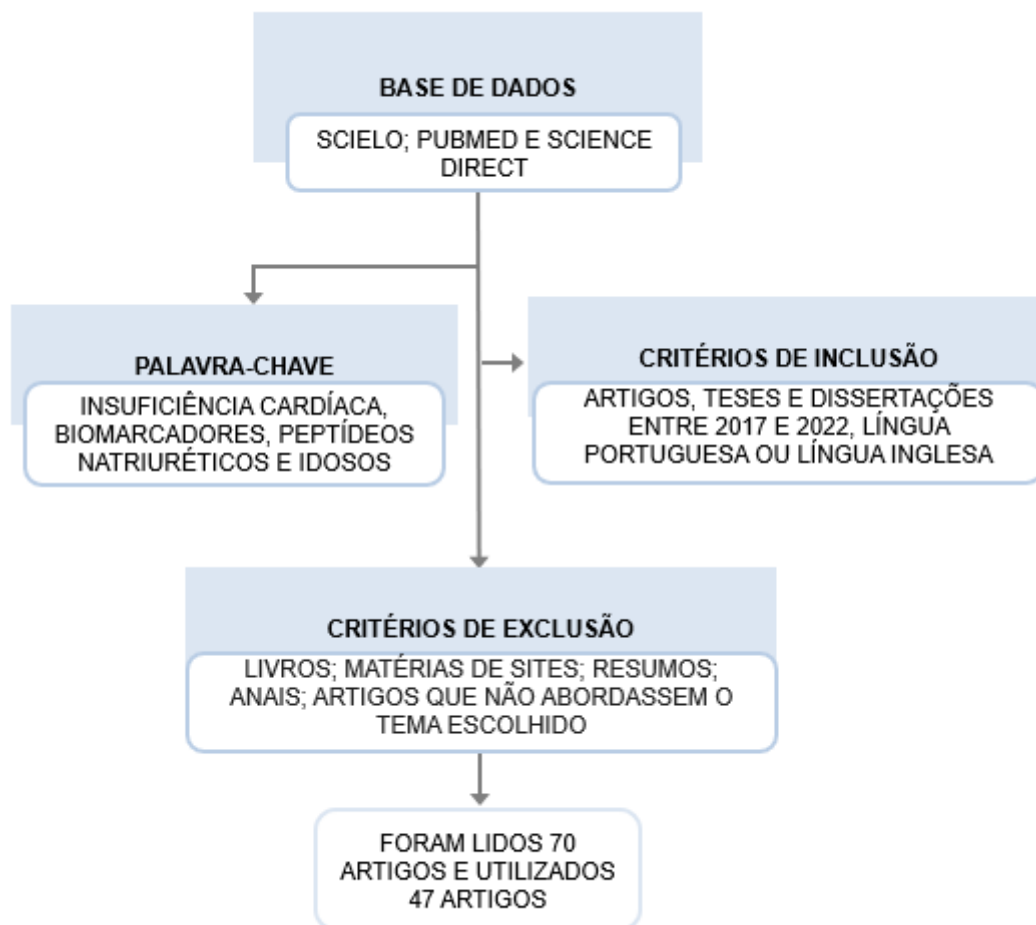 BASE DE DADOS
SCIELO; PUBMED E SCIENCE
DIRECT
PALAVRA-CHAVE
INSUFICIÊNCIA CARDÍACA,
BIOMARCADORES, PEPTÍDEOS
NATRIURÉTICOS E IDOSOS
CRITÉRIOS DE INCLUSÃO
ARTIGOS, TESES E DISSERTAÇÕES
ENTRE 2017 E 2022, LÍNGUA
PORTUGUESA OU LÍNGUA INGLESA
CRITÉRIOS DE EXCLUSÃO
LIVROS; MATÉRIAS DE SITES; RESUMOS;
ANAIS; ARTIGOS QUE NÃO ABORDASSEM O
TEMA ESCOLHIDO
FORAM LIDOS 70
ARTIGOS E UTILIZADOS
47 ARTIGOS